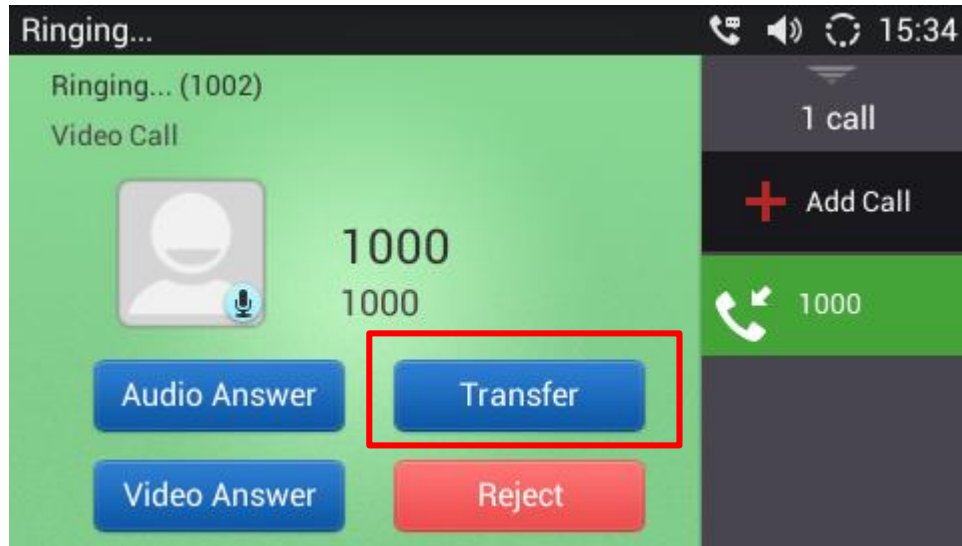 Ringing...
15:34
Ringing... (1002)
Video Call
1000
1000
Audio Answer
Transfer
Video Answer
Reject
1 call
Add Call
1000